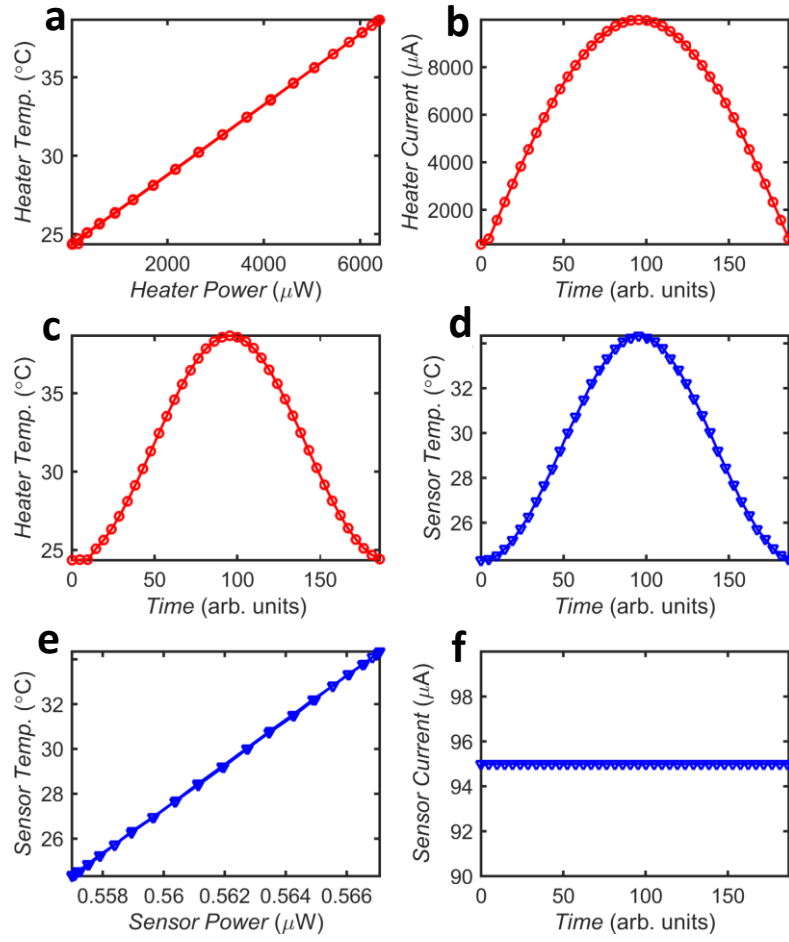 a
Heater Temp. (°C)
35
30
25
2000
4000
6000
Heater Power (μW)
b
Heater Current (μA)
8000
6000
4000
2000
0
50
100
150
Time (arb. units)
c
Heater Temp. (°C)
35
30
25
0
50
100
150
Time (arb. units)
d
Sensor Temp. (°C)
32
30
28
26
0
50
100
150
Time (arb. units)
e
Sensor Temp. (°C)
32
30
28
26
0.558
0.56
0.562
0.564
0.566
Sensor Power (μW)
f
Sensor Current (μA)
100
98
96
94
92
90
0
50
100
150
Time (arb. units)